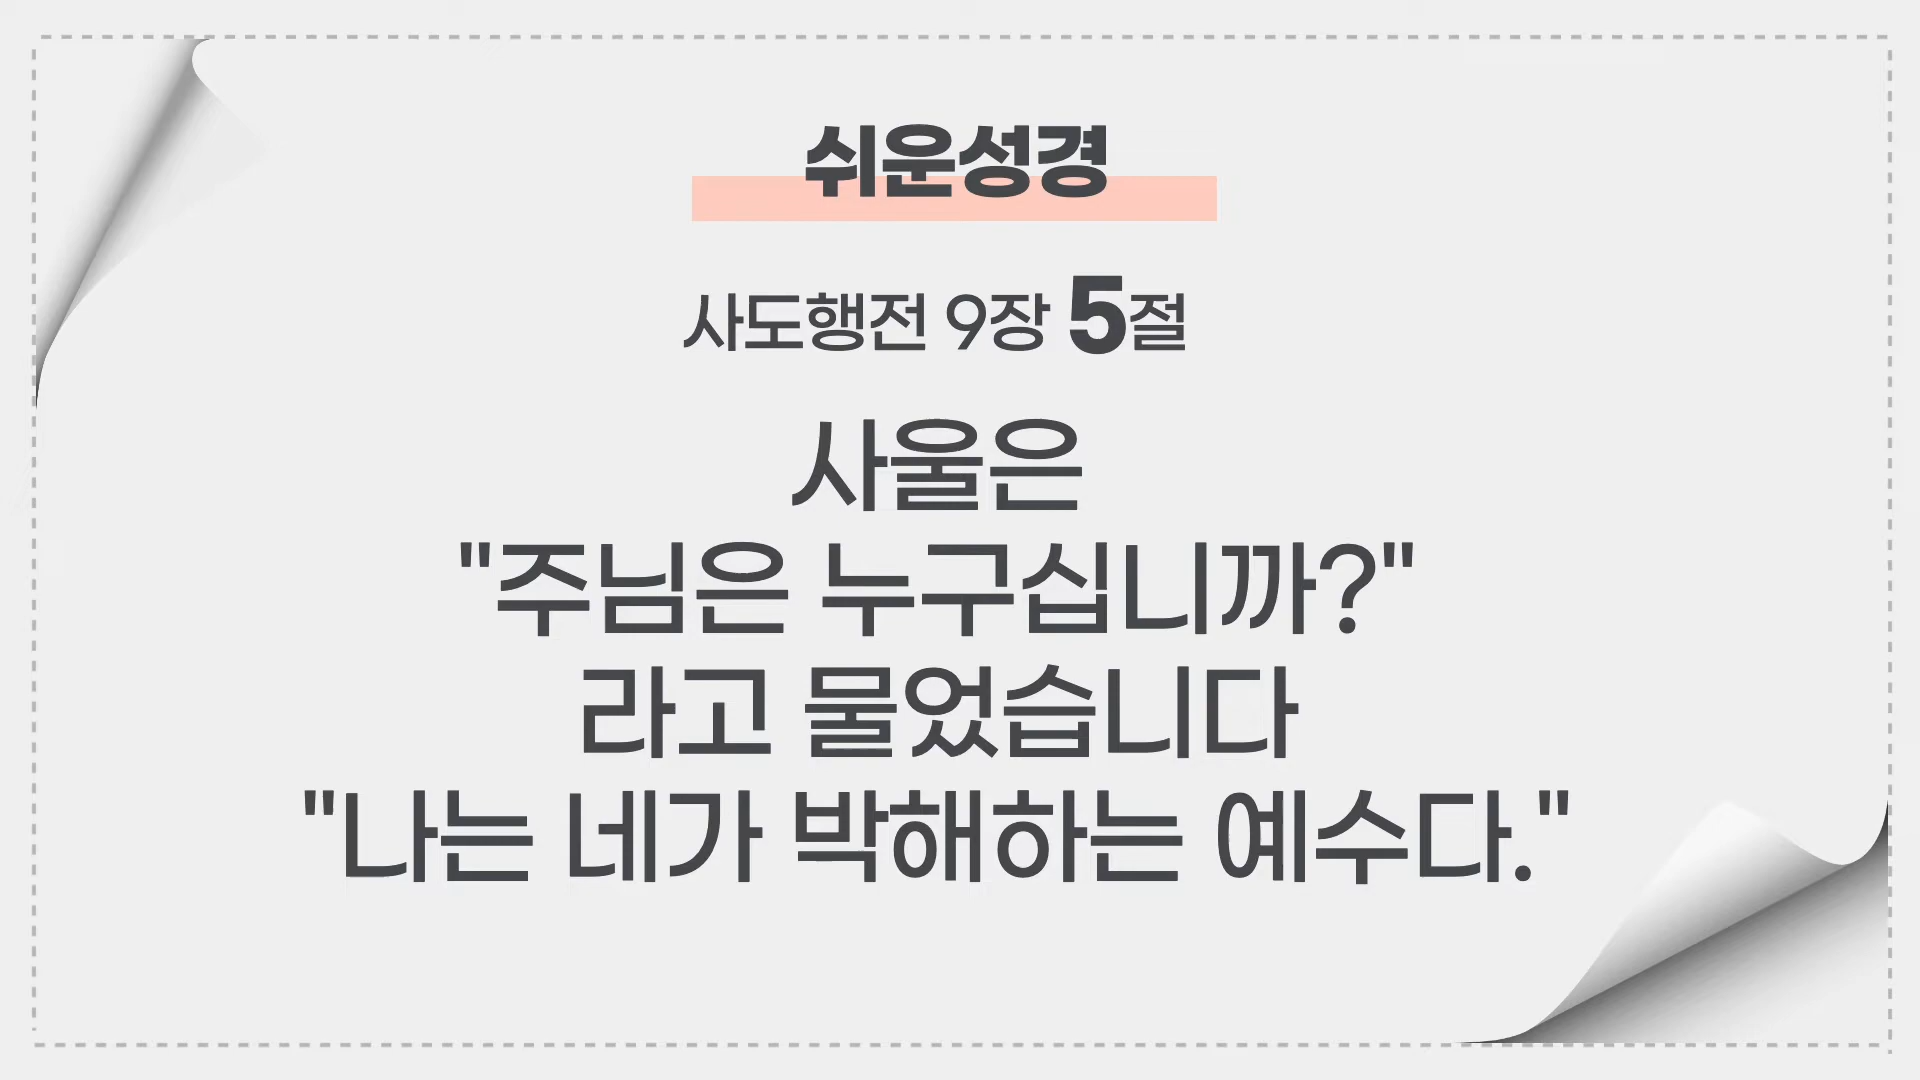 쉬운성경
사도행전 9장 5절
사울은
"주님은 누구십니까?"
라고 물었습니다
"나는 네가 박해하는 예수다."